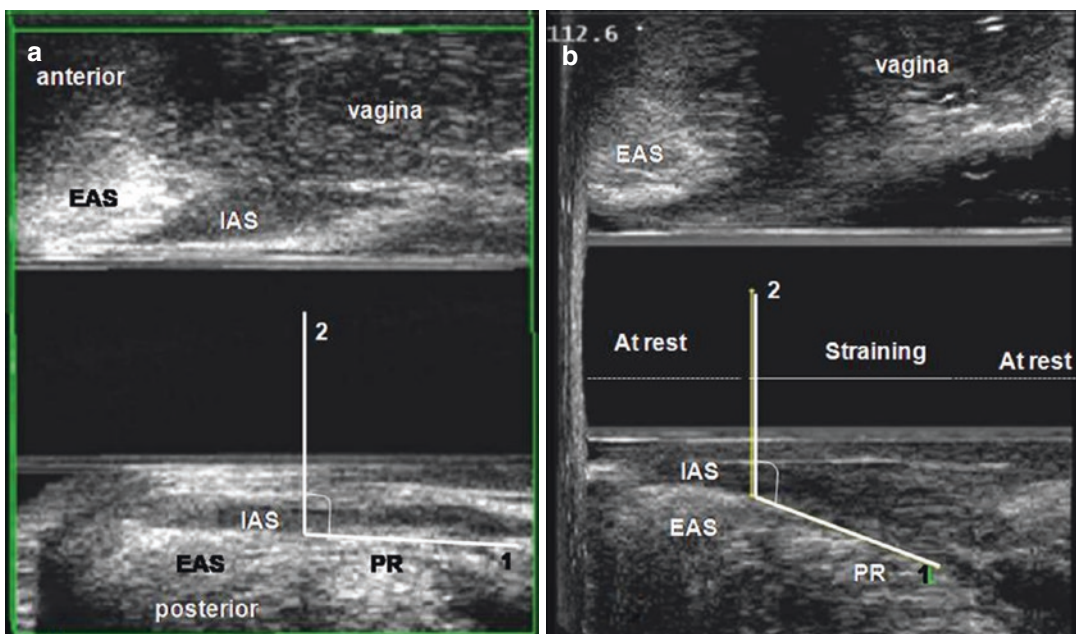 a
anterior
vagina
EAS
IAS
2
IAS
EAS
PR
1
posterior
112.6
b
vagina
EAS
2
At rest
Straining
At rest
IAS
EAS
PR
1